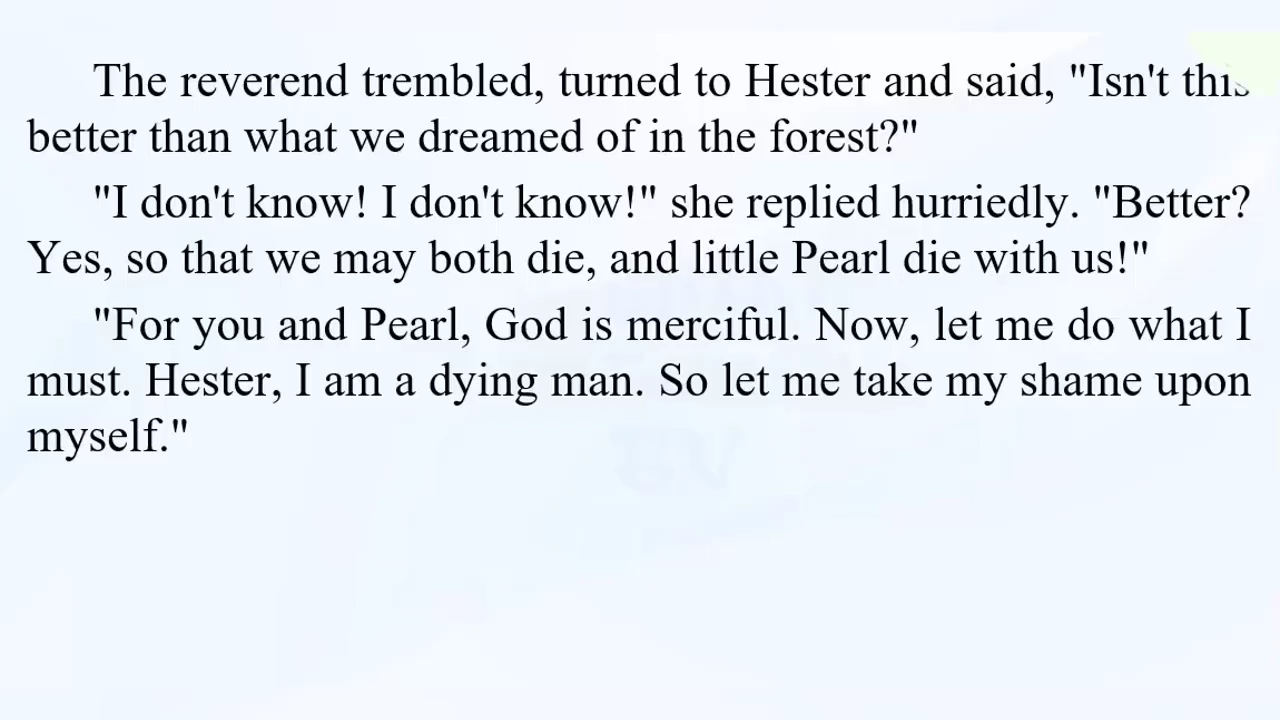 The reverend trembled, turned to Hester and said, "Isn't this
better than what we dreamed of in the forest?"
"I don't know! I don't know!" she replied hurriedly. "Better?
Yes, so that we may both die, and little Pearl die with us!"
"For you and Pearl, God is merciful. Now, let me do what I
must. Hester, I am a dying man. So let me take my shame upon
myself."